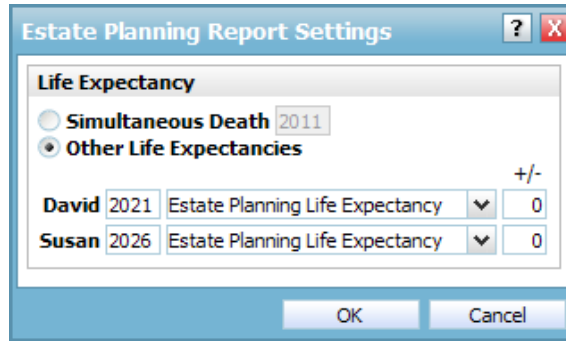 Estate Planning Report Settings ? X
Life Expectancy
Simultaneous Death 2011
Other Life Expectancies
+/-
David 2021 Estate Planning Life Expectancy 0
Susan 2026 Estate Planning Life Expectancy 0
OK Cancel